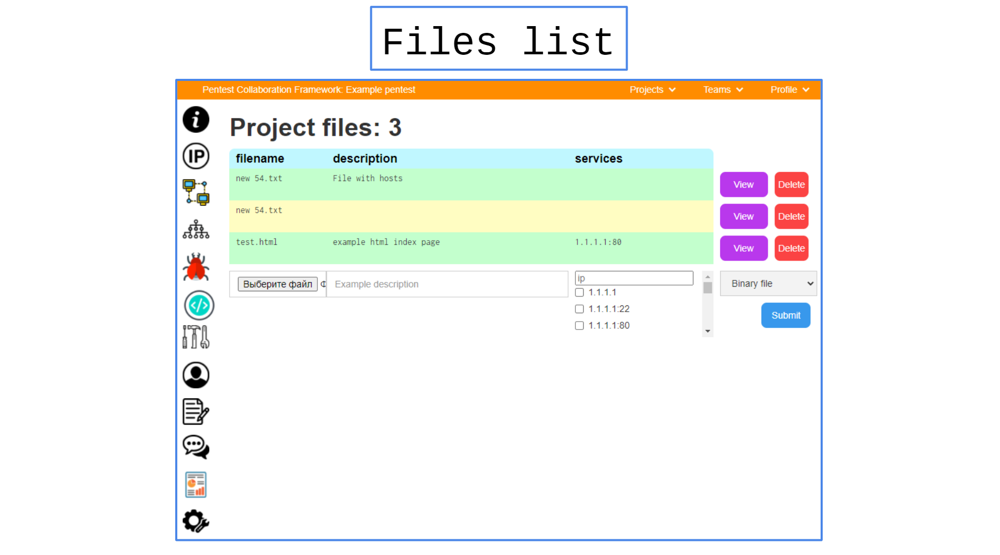 Files list
Pentest Collaboration Framework: Example pentest Projects Teams Profile
IP
Project files: 3
filename description services
new 54.txt File with hosts View Delete
new 54.txt View Delete
test.html example html index page 1.1.1.1:80 View Delete
Выберите файл Example description ip Binary file
1.1.1.1
1.1.1.1:22
1.1.1.1:80
Submit